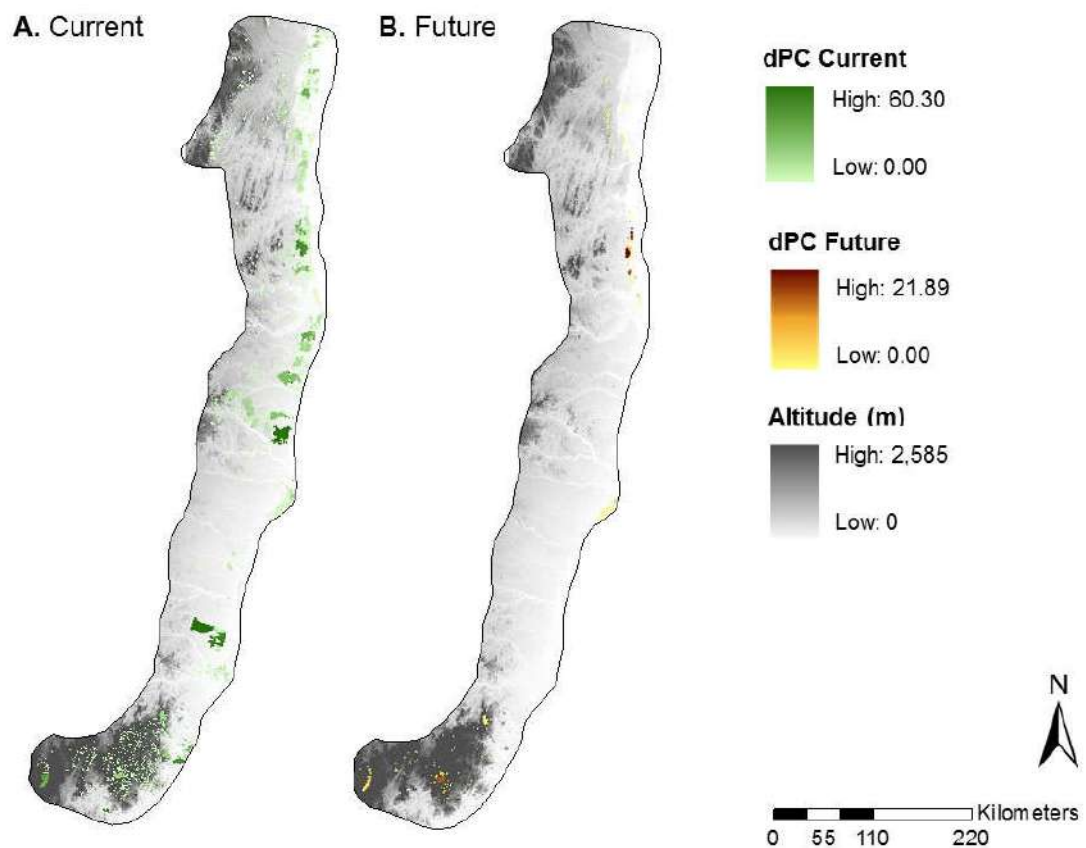 A. Current
B. Future
dPC Current
High: 60.30
Low: 0.00
dPC Future
High: 21.89
Low: 0.00
Altitude (m)
High: 2,585
Low: 0
N
Kilometers
0 55 110 220